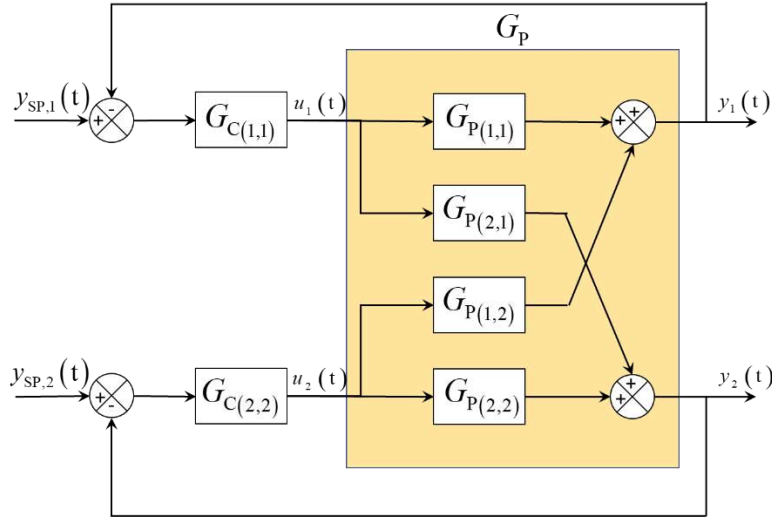 G_P
y_SP,1 (t)
-
+
G_C(1,1)
u_1 (t)
G_P(1,1)
+
+
y_1 (t)
G_P(2,1)
G_P(1,2)
y_SP,2 (t)
+
-
G_C(2,2)
u_2 (t)
G_P(2,2)
+
+
y_2 (t)